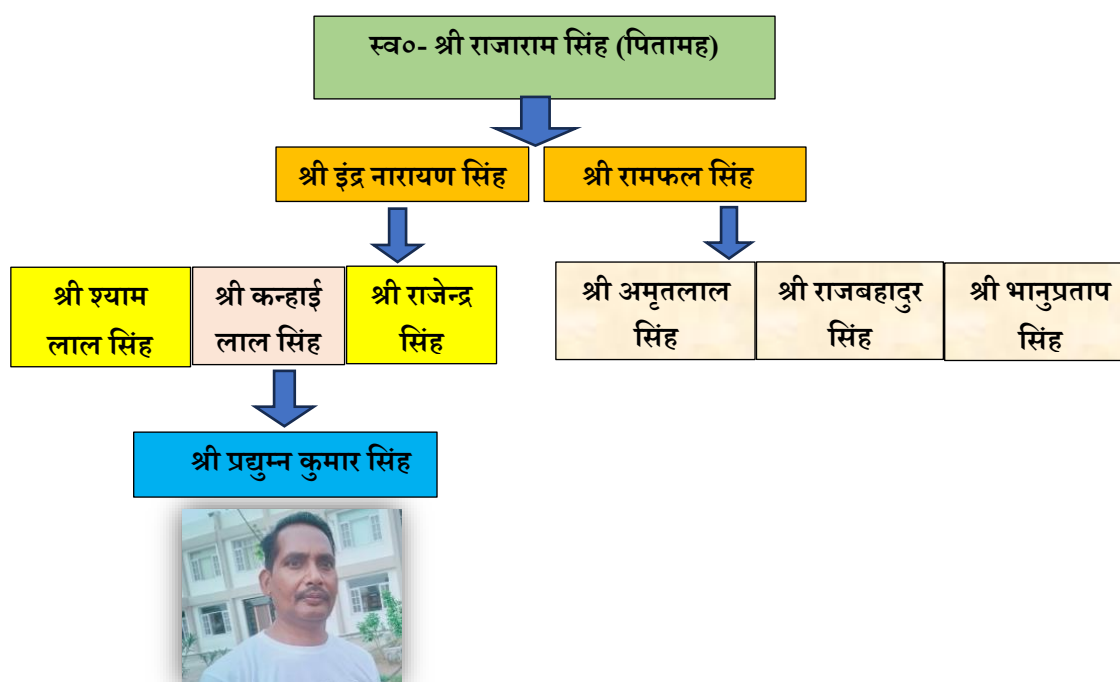 स्व०- श्री राजाराम सिंह (पितामह)
श्री इंद्र नारायण सिंह
श्री रामफल सिंह
श्री श्याम
लाल सिंह
श्री कन्हाई
लाल सिंह
श्री राजेन्द्र
सिंह
श्री अमृतलाल
सिंह
श्री राजबहादुर
सिंह
श्री भानुप्रताप
सिंह
श्री प्रद्युम्न कुमार सिंह